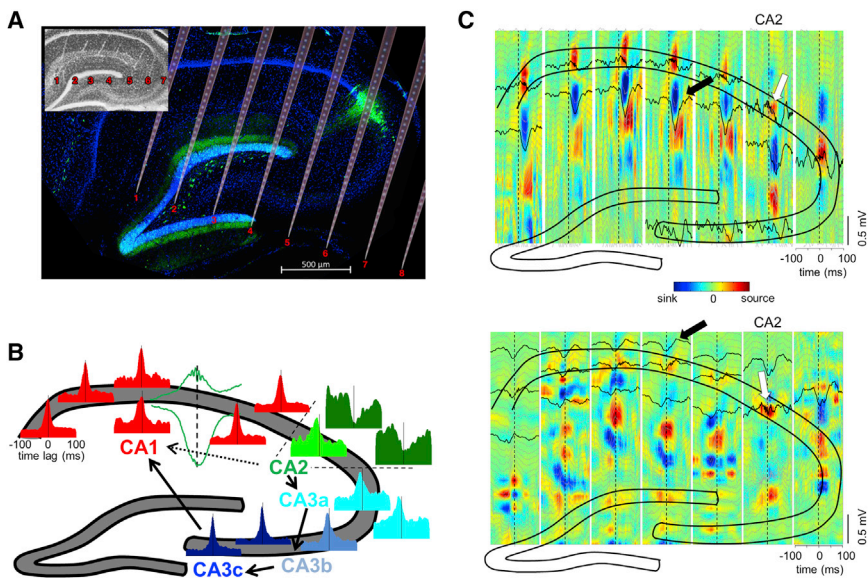 A
1 2 3 4 5 6 7
1
2
3
4
5
6
7
8
500 µm
B
-100 0 100
time lag (ms)
CA1
CA2
CA3a
CA3b
CA3c
C
CA2
0.5 mV
-100 0 100
time (ms)
sink 0 source
CA2
0.5 mV
-100 0 100
time (ms)